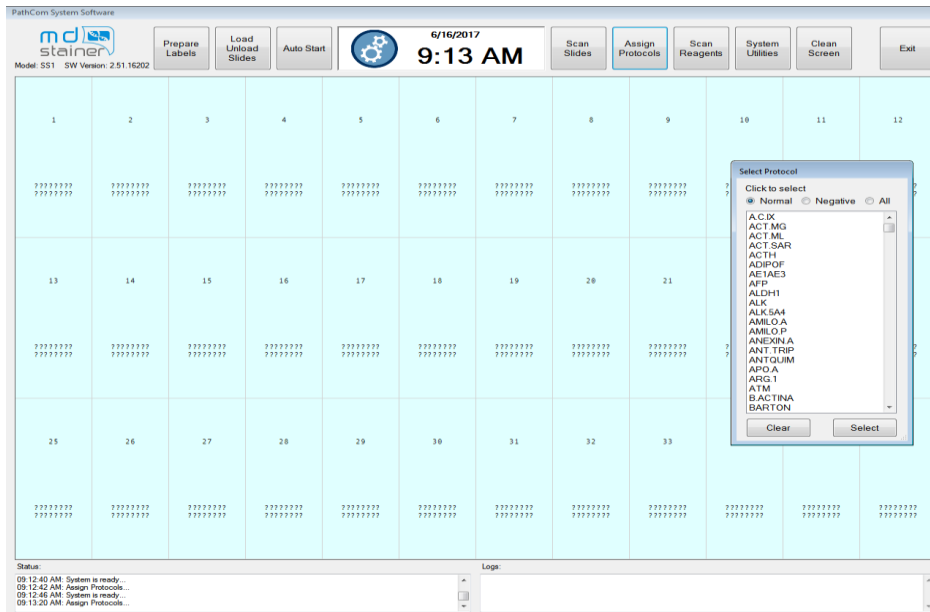 PathCom System Software
md
stainer
Model: SS1 SW Version: 2.51.16202
Prepare
Labels
Load
Unload
Slides
Auto Start
6/16/2017
9:13 AM
Scan
Slides
Assign
Protocols
Scan
Reagents
System
Utilities
Clean
Screen
Exit
1 2 3 4 5 6 7 8 9 10 11 12
???????? ???????? ???????? ???????? ???????? ???????? ???????? ???????? ???????? ? ?
???????? ???????? ???????? ???????? ???????? ???????? ???????? ???????? ???????? ? ?
13 14 15 16 17 18 19 20 21
???????? ???????? ???????? ???????? ???????? ???????? ???????? ???????? ???????? ? ?
???????? ???????? ???????? ???????? ???????? ???????? ???????? ???????? ???????? ? ?
25 26 27 28 29 30 31 32 33
???????? ???????? ???????? ???????? ???????? ???????? ???????? ???????? ???????? ???????? ???????? ????????
???????? ???????? ???????? ???????? ???????? ???????? ???????? ???????? ???????? ???????? ???????? ????????
Select Protocol
Click to select
Normal Negative All
A.C.IX
ACT.MG
ACT.ML
ACT.SAR
ACTH
ADIPOF
AE1AE3
AFP
ALDH1
ALK
ALK.5A4
AMILO.A
AMILO.P
ANEXIN.A
ANT.TRIP
ANTQUIM
APO.A
ARG.1
ATM
B.ACTINA
BARTON
Clear Select
Status:
09:12:40 AM: System is ready...
09:12:42 AM: Assign Protocols...
09:12:46 AM: System is ready...
09:13:20 AM: Assign Protocols...
Logs: